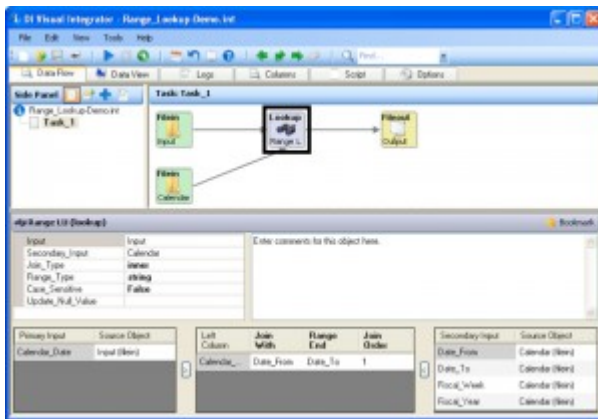 DI Visual Integrator - Range_Lookup-Demo.int
File Edit View Tools Help
Find...
Data Flow Data View Logs Columns Script Options
Side Panel
Task: Task_1
Range_Lookup-Demo.int
Task_1
Filein
Input
Lookup
Range L
Fileout
Output
Filein
Calendar
(lookup)
Bookmark
Input Input
Secondary_Input Calendar
Join_Type inner
Range_Type string
Case_Sensitive False
Update_Null_Value
Enter comments for this object here.
Primary Input Source Object
Calendar_Date Input (filein)
Left Column Join With Range End Join Order
Calendar_... Date_From Date_To 1
Secondary Input Source Object
Date_From Calendar (filein)
Date_To Calendar (filein)
Fiscal_Week Calendar (filein)
Fiscal_Year Calendar (filein)